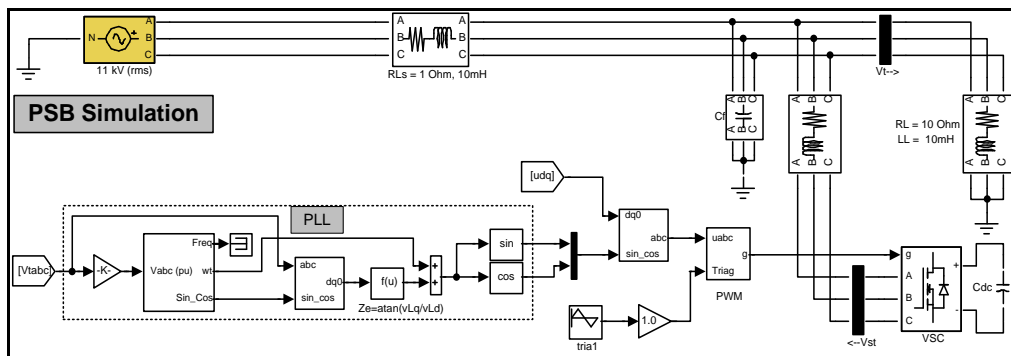 A
N B
C
11 kV (rms)
A A
B B
C C
RLs = 1 Ohm, 10mH
Vt-->
PSB Simulation
A B C
Cf
A B C
A B C
A B C
A B C
RL = 10 Ohm
LL = 10mH
A B C
[udq]
PLL
[Vtabc]
-K-
Freq
Vabc (pu)
wt
Sin_Cos
abc
dq0
sin_cos
f(u)
Ze=atan(vLq/vLd)
+
+
sin
cos
dq0
abc
sin_cos
uabc
g
Triag
PWM
tria1
1.0
g
A
B
C
+
-
VSC
Cdc
<--Vst